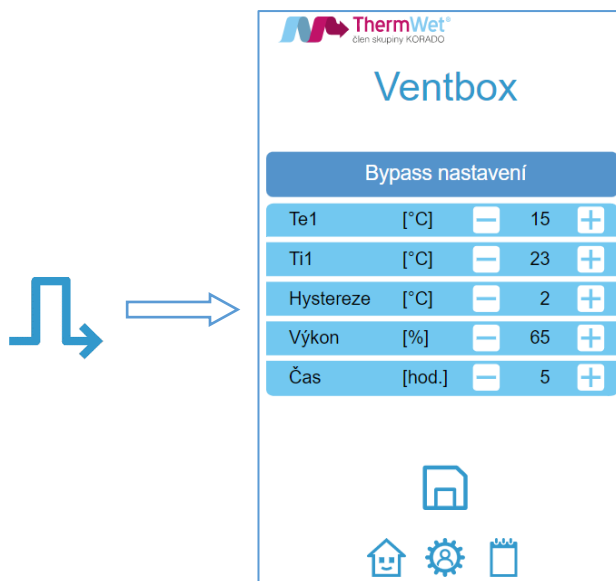 ThermWet®
člen skupiny KORADO
Ventbox
Bypass nastavení
Te1 [°C] 15
Ti1 [°C] 23
Hystereze [°C] 2
Výkon [%] 65
Čas [hod.] 5